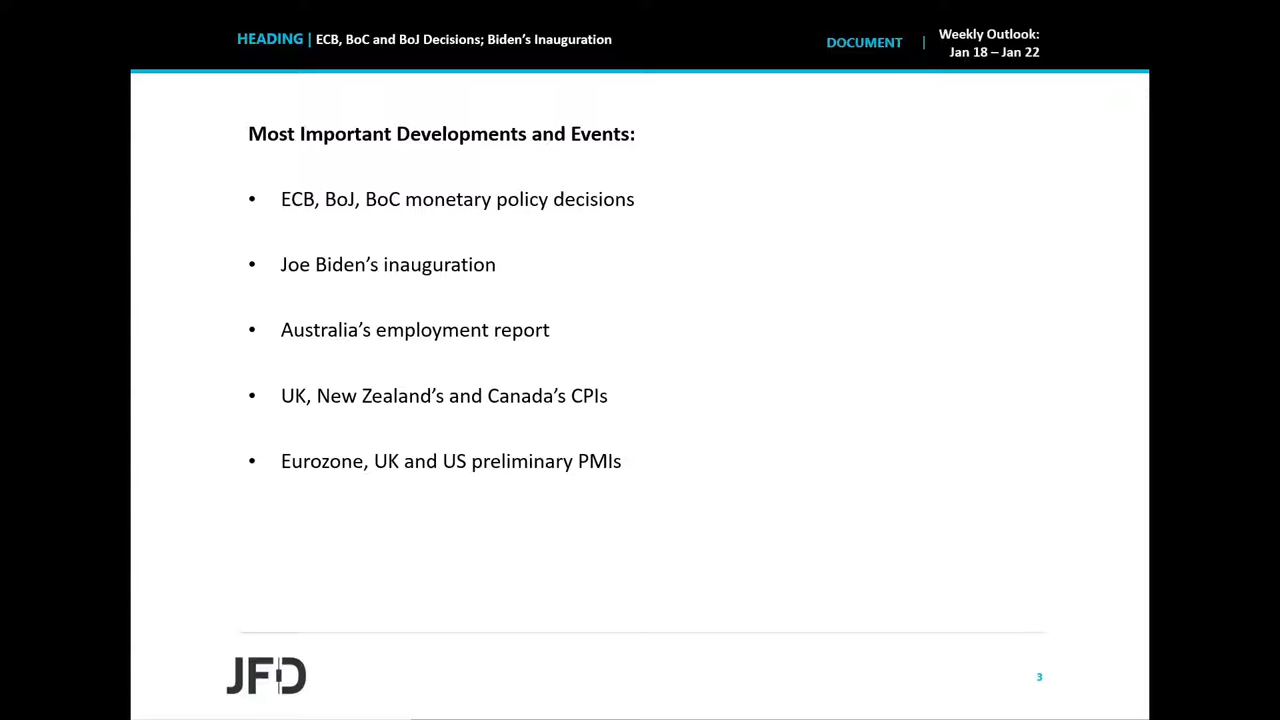 HEADING | ECB, BoC and BoJ Decisions; Biden’s Inauguration
DOCUMENT | Weekly Outlook:
Jan 18 – Jan 22
Most Important Developments and Events:
• ECB, BoJ, BoC monetary policy decisions
• Joe Biden’s inauguration
• Australia’s employment report
• UK, New Zealand’s and Canada’s CPIs
• Eurozone, UK and US preliminary PMIs
JFD
3